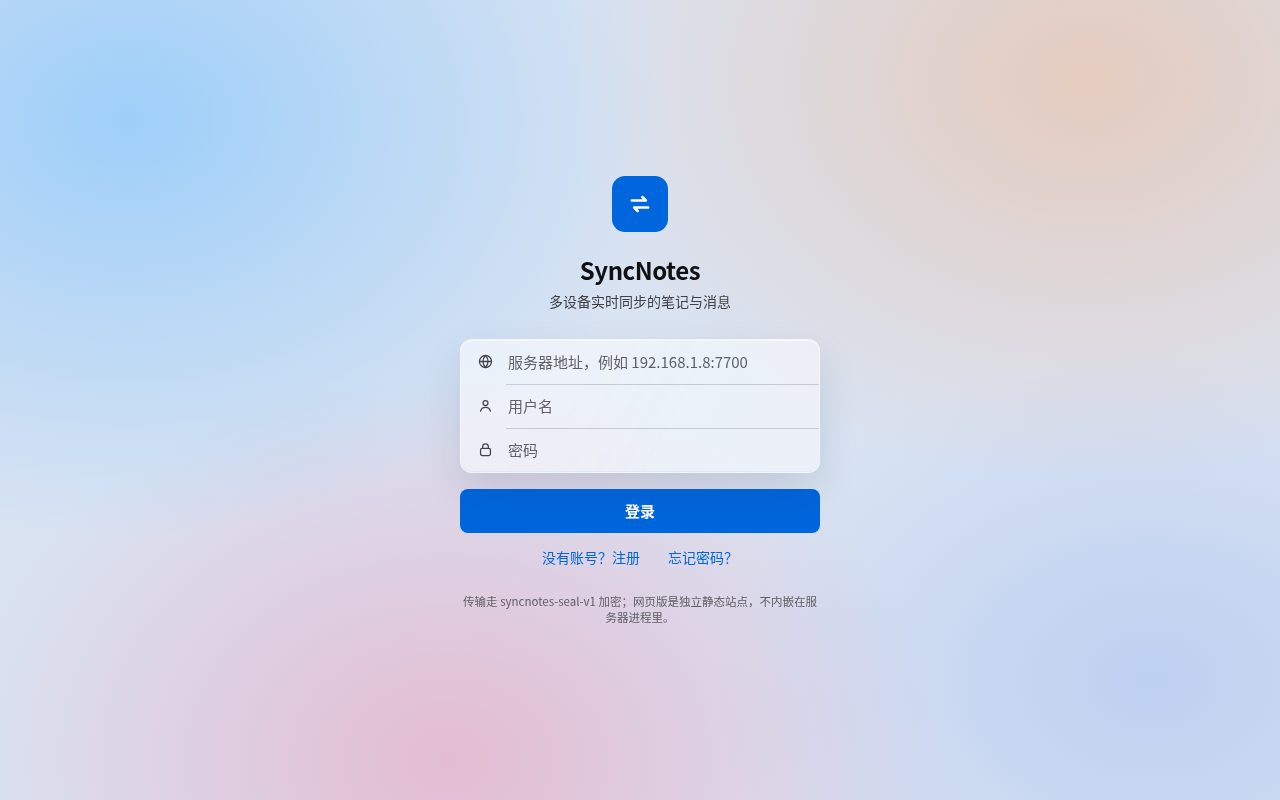 SyncNotes
多设备实时同步的笔记与消息
服务器地址，例如 192.168.1.8:7700
用户名
密码
登录
没有账号？注册 忘记密码？
传输走 syncnotes-seal-v1 加密；网页版是独立静态站点，不内嵌在服
务器进程里。